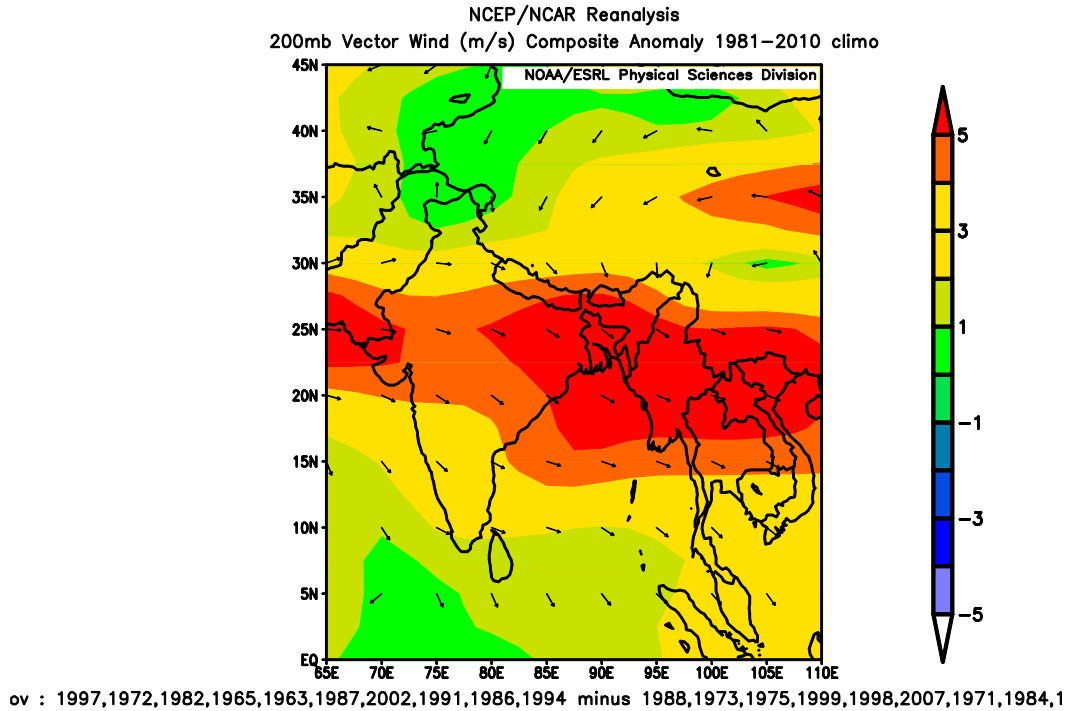 NCEP/NCAR Reanalysis
200mb Vector Wind (m/s) Composite Anomaly 1981−2010 climo
NOAA/ESRL Physical Sciences Division
45N
40N
35N
30N
25N
20N
15N
10N
5N
EQ
65E 70E 75E 80E 85E 90E 95E 100E 105E 110E
5
3
1
−1
−3
−5
ov : 1997,1972,1982,1965,1963,1987,2002,1991,1986,1994 minus 1988,1973,1975,1999,1998,2007,1971,1984,1